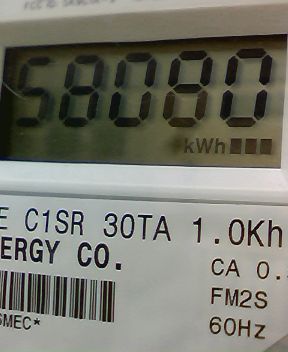 58080
kWh
E C1SR 30TA 1.0Kh
ERGY CO.
CA 0.
FM2S
SMEC*
60Hz